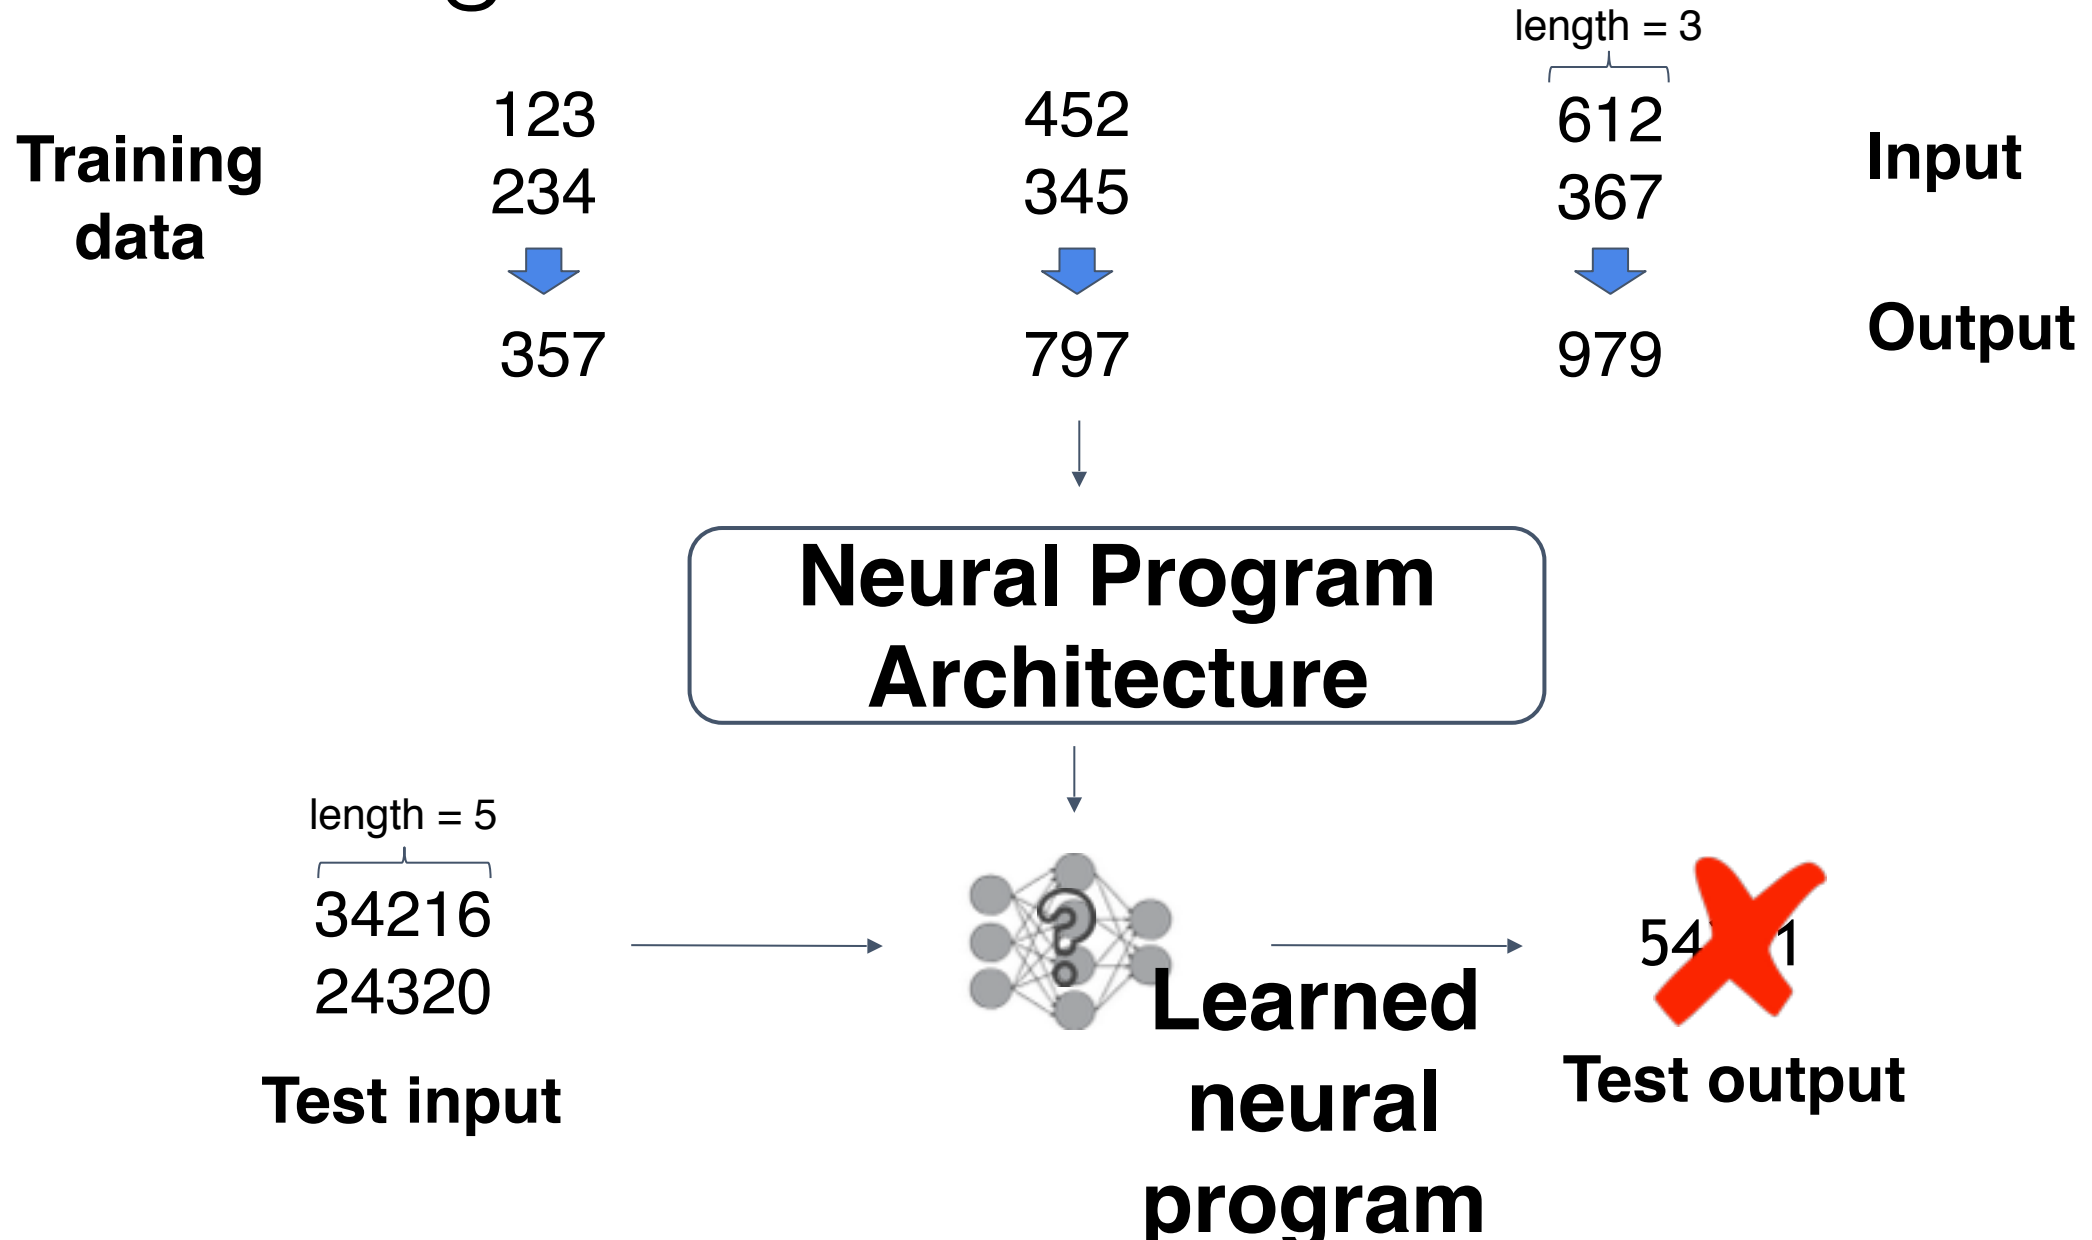 length = 3
123
452
612
Training
data
Input
234
345
367
357
797
979
Output
Neural Program
Architecture
length = 5
34216
24320
?
Test input
Learned
neural
program
Test output